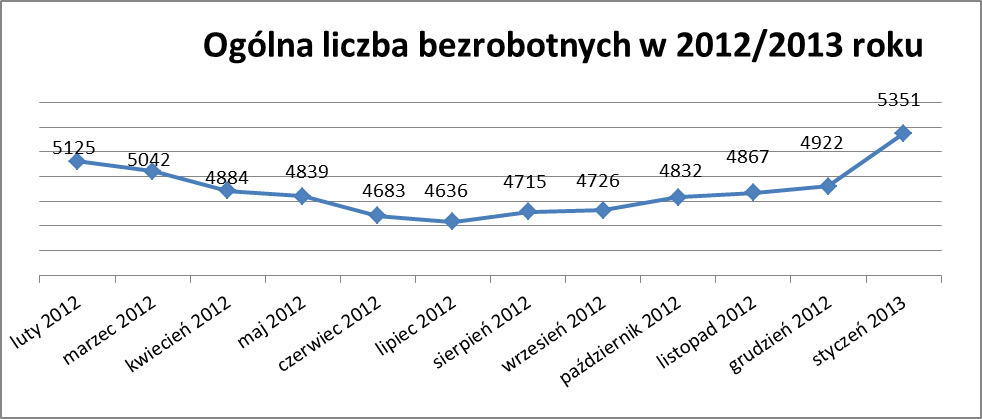 Ogólna liczba bezrobotnych w 2012/2013 roku
5125
5042
4884
4839
4683
4636
4715
4726
4832
4867
4922
5351
luty 2012
marzec 2012
kwiecień 2012
maj 2012
czerwiec 2012
lipiec 2012
sierpień 2012
wrzesień 2012
październik 2012
listopad 2012
grudzień 2012
styczeń 2013